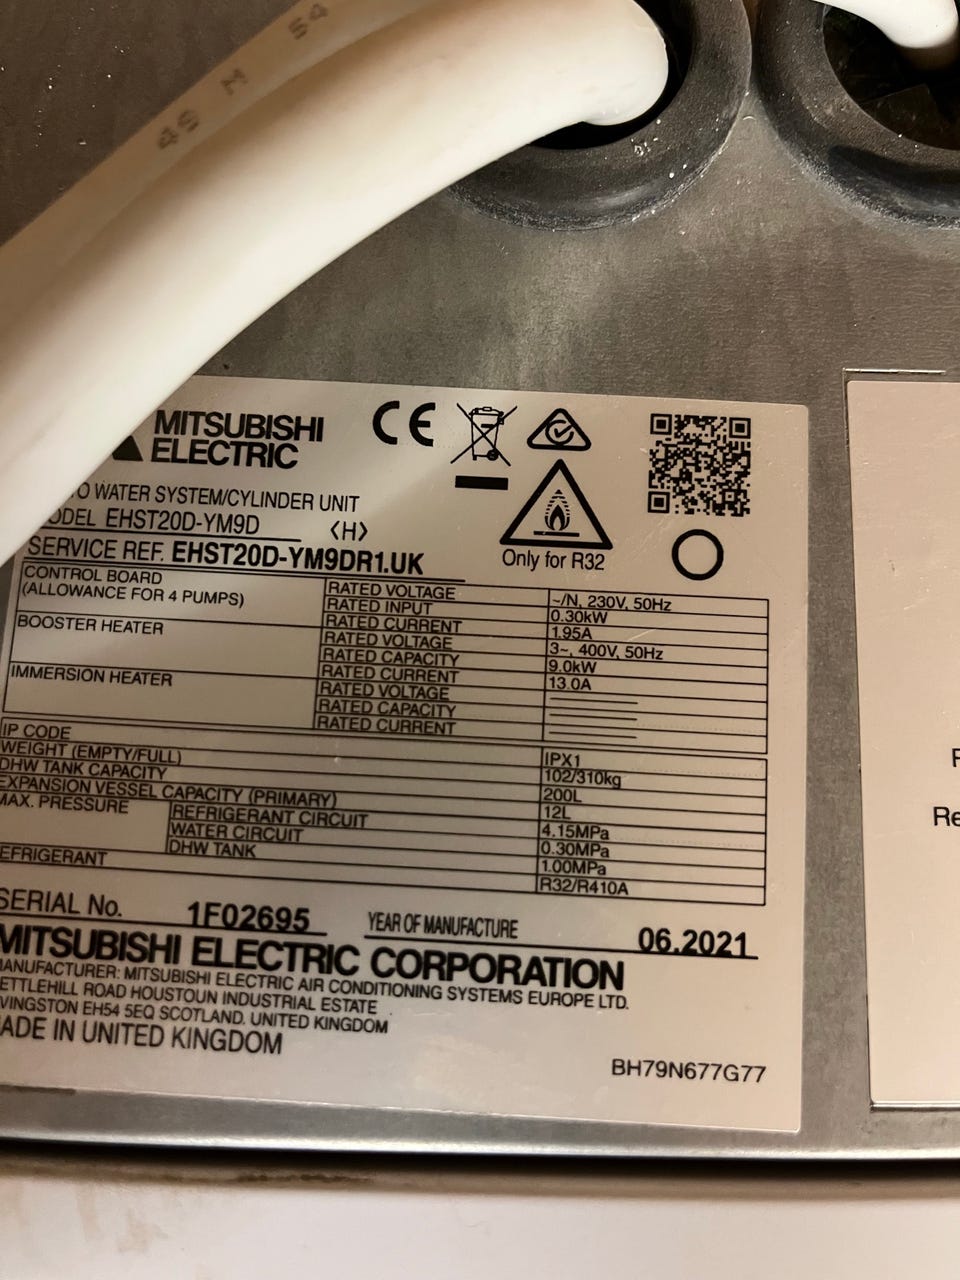 46 M 54
MITSUBISHI
ELECTRIC
CE
TO WATER SYSTEM/CYLINDER UNIT
ODEL EHST20D-YM9D <H>
SERVICE REF. EHST20D-YM9DR1.UK
Only for R32
CONTROL BOARD
(ALLOWANCE FOR 4 PUMPS)
RATED VOLTAGE ~/N, 230V, 50Hz
RATED INPUT 0.30kW
RATED CURRENT 1.95A
BOOSTER HEATER
RATED VOLTAGE 3~, 400V, 50Hz
RATED CAPACITY 9.0kW
RATED CURRENT 13.0A
IMMERSION HEATER
RATED VOLTAGE
RATED CAPACITY
RATED CURRENT
IP CODE IPX1
WEIGHT (EMPTY/FULL) 102/310kg
DHW TANK CAPACITY 200L
EXPANSION VESSEL CAPACITY (PRIMARY) 12L
MAX. PRESSURE REFRIGERANT CIRCUIT 4.15MPa
WATER CIRCUIT 0.30MPa
DHW TANK 1.00MPa
EFRIGERANT R32/R410A
SERIAL No. 1F02695 YEAR OF MANUFACTURE 06.2021
MITSUBISHI ELECTRIC CORPORATION
MANUFACTURER: MITSUBISHI ELECTRIC AIR CONDITIONING SYSTEMS EUROPE LTD.
ETTLEHILL ROAD HOUSTOUN INDUSTRIAL ESTATE
VINGSTON EH54 5EQ SCOTLAND. UNITED KINGDOM
ADE IN UNITED KINGDOM
BH79N677G77
Re